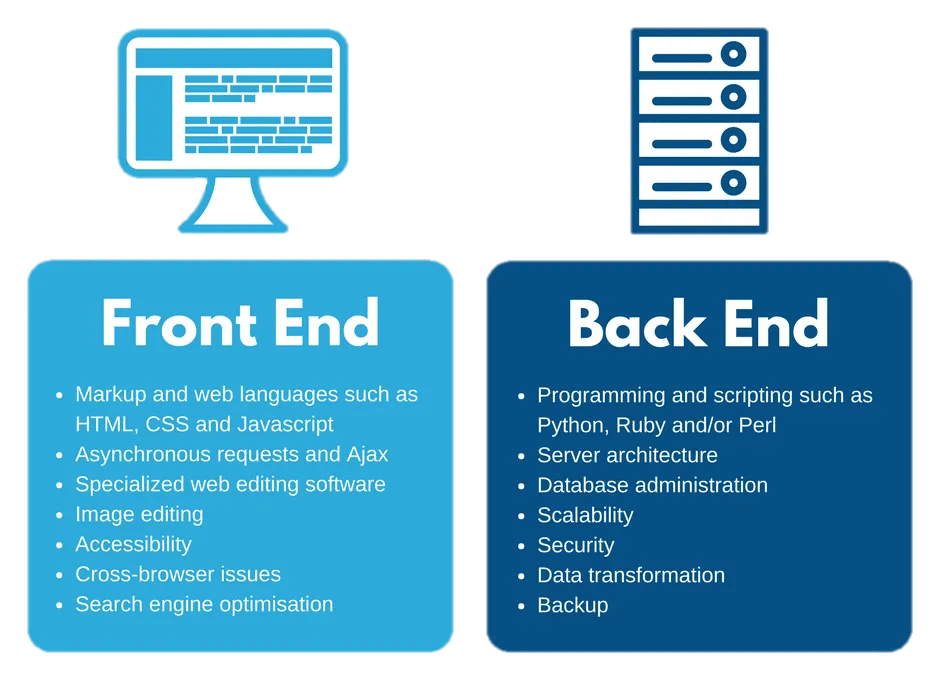 Front End
• Markup and web languages such as
HTML, CSS and Javascript
• Asynchronous requests and Ajax
• Specialized web editing software
• Image editing
• Accessibility
• Cross-browser issues
• Search engine optimisation
Back End
• Programming and scripting such as
Python, Ruby and/or Perl
• Server architecture
• Database administration
• Scalability
• Security
• Data transformation
• Backup